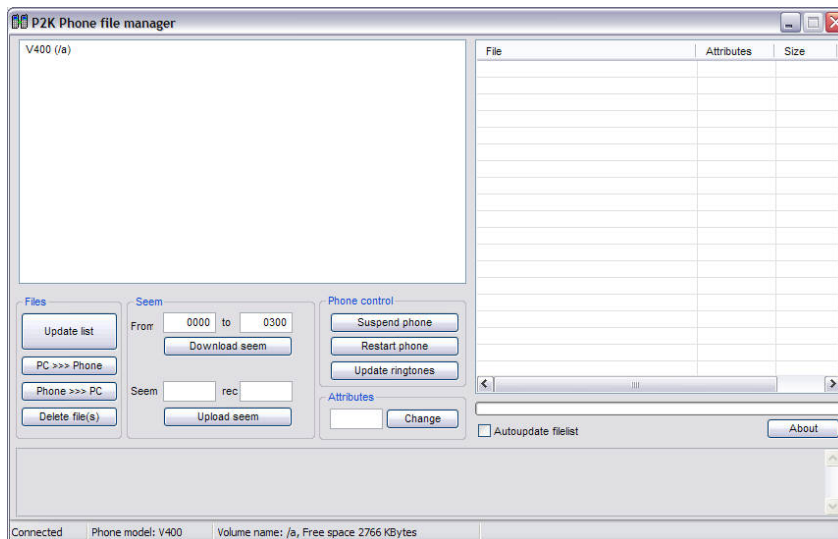 P2K Phone file manager
V400 (/a)
File Attributes Size
Files
Update list
PC >>> Phone
Phone >>> PC
Delete file(s)
Seem
From 0000 to 0300
Download seem
Seem rec
Upload seem
Phone control
Suspend phone
Restart phone
Update ringtones
Attributes
Change
Autoupdate filelist
About
Connected Phone model: V400 Volume name: /a, Free space 2766 KBytes